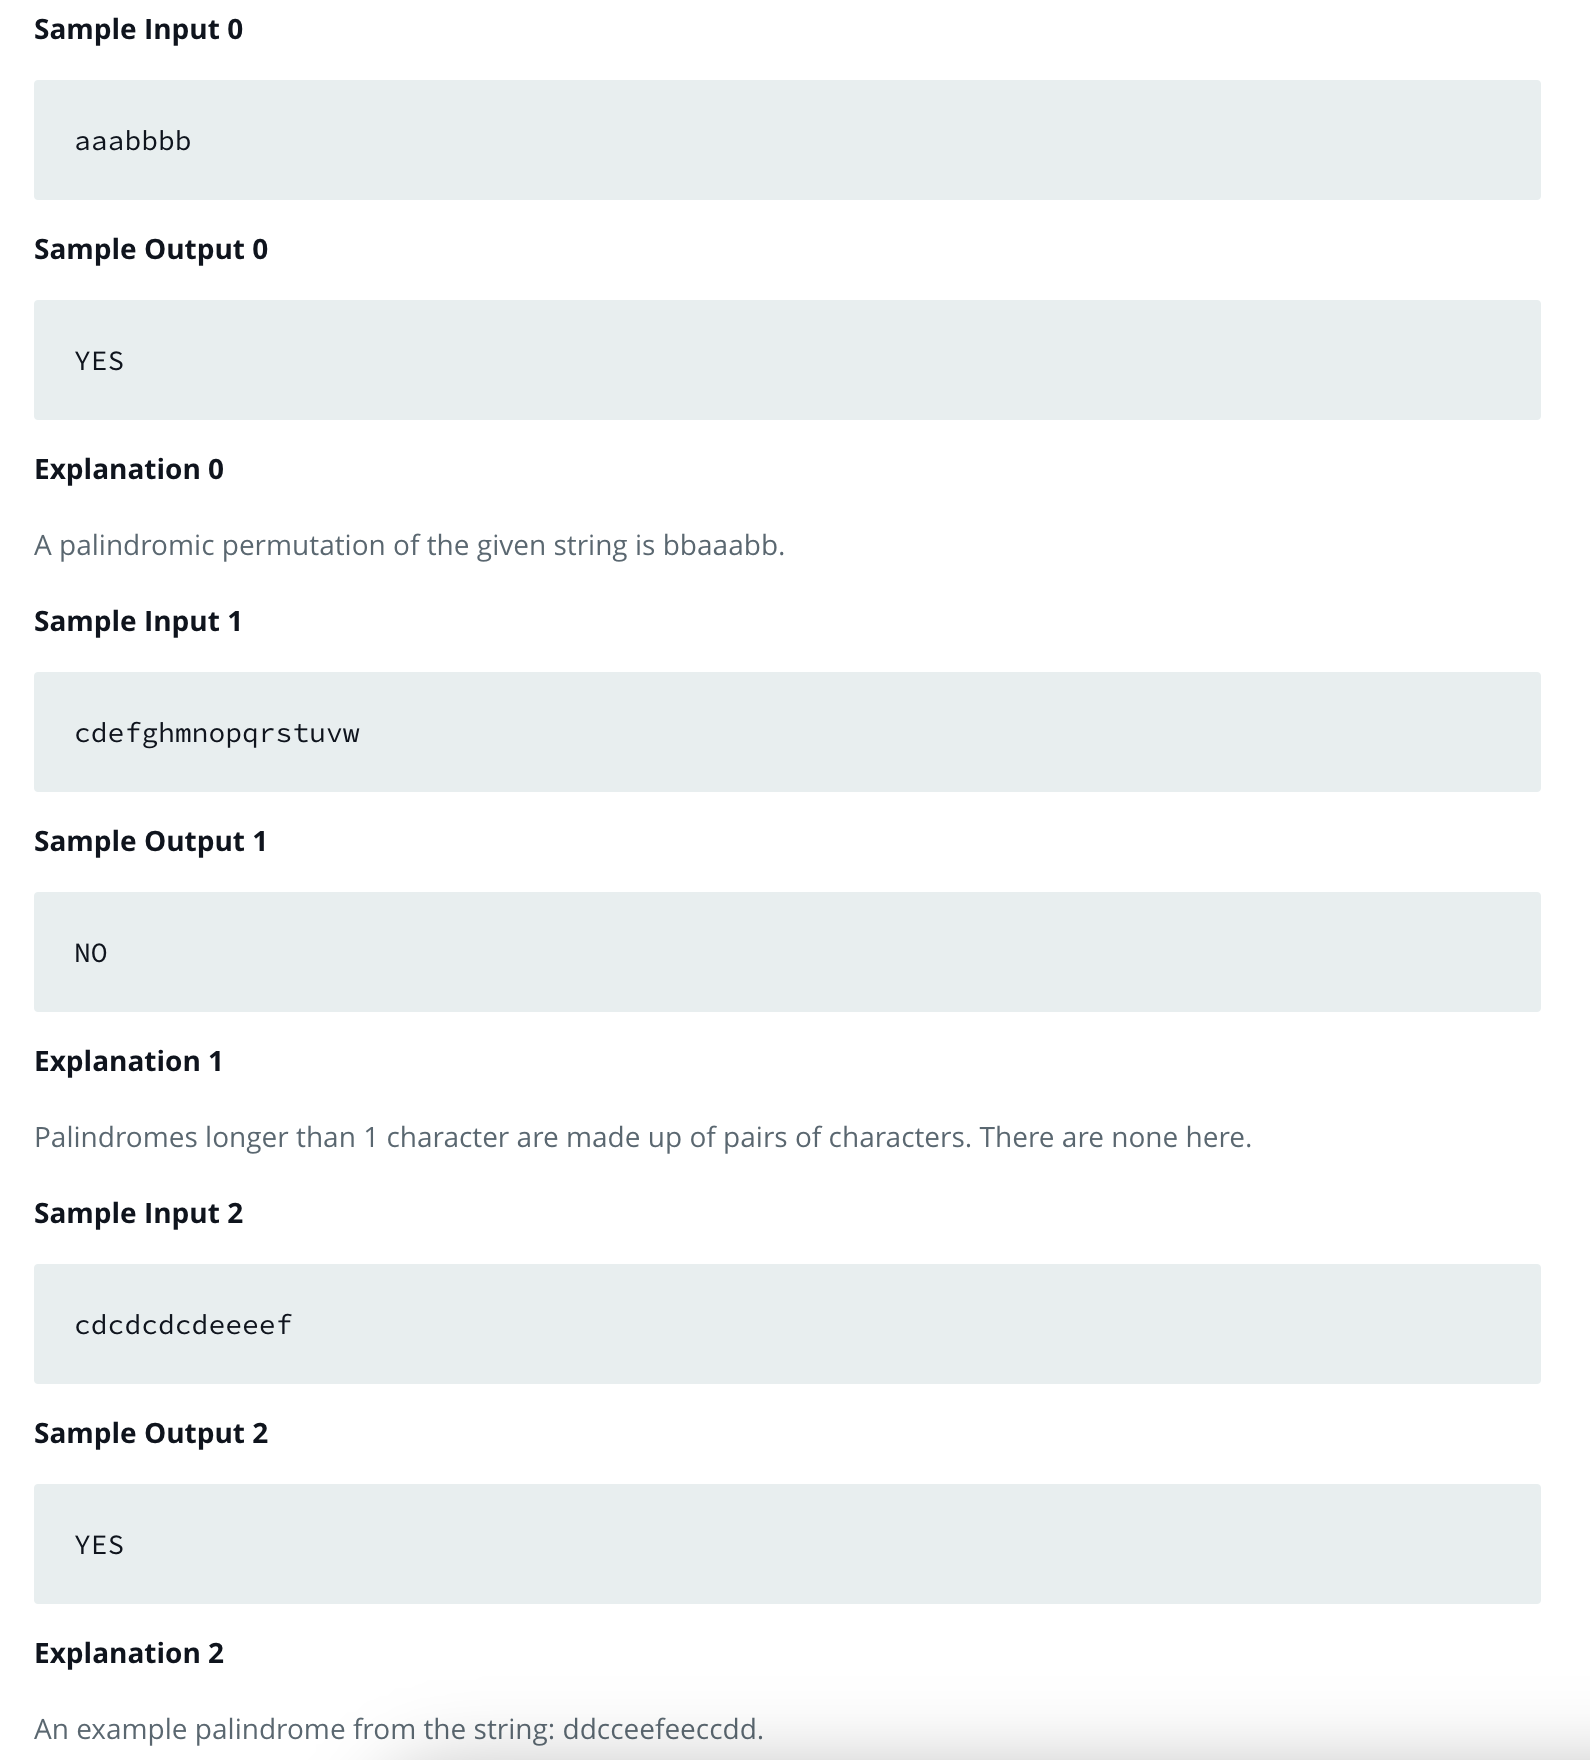 Sample Input 0
aaabbbb
Sample Output 0
YES
Explanation 0
A palindromic permutation of the given string is bbaaabb.
Sample Input 1
cdefghmnopqrstuvw
Sample Output 1
NO
Explanation 1
Palindromes longer than 1 character are made up of pairs of characters. There are none here.
Sample Input 2
cdcdcdcdeeeef
Sample Output 2
YES
Explanation 2
An example palindrome from the string: ddcceefeeccdd.